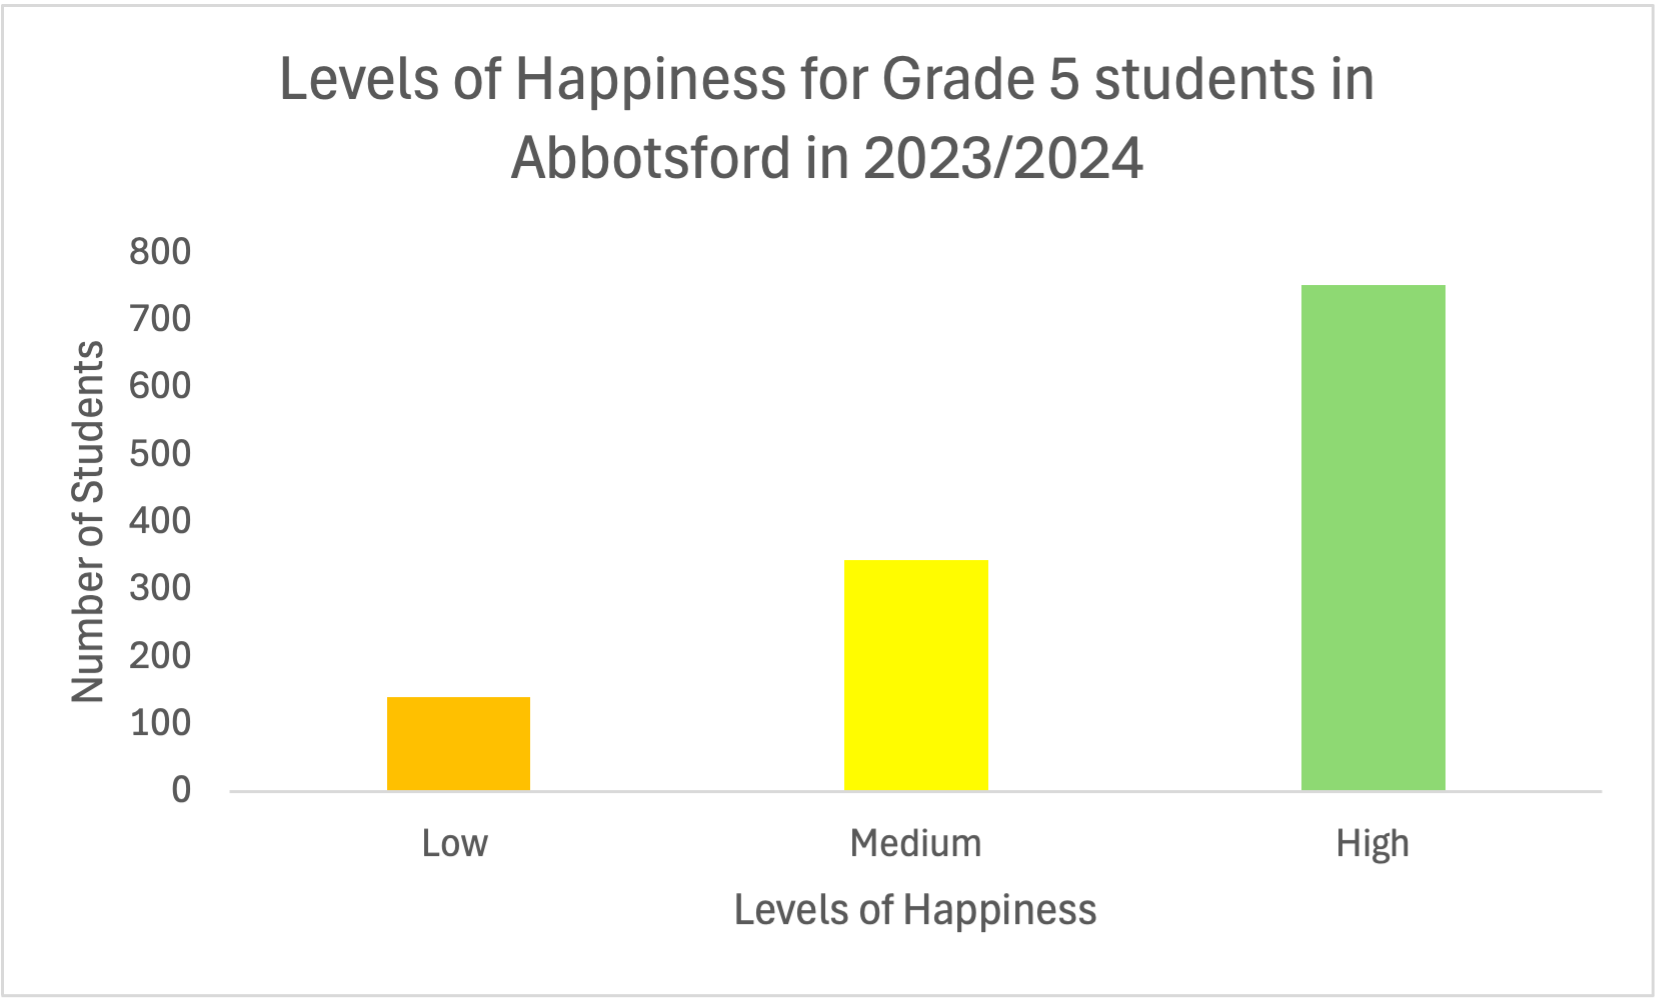 Levels of Happiness for Grade 5 students in
Abbotsford in 2023/2024
800
700
600
500
400
300
200
100
0
Number of Students
Low
Medium
High
Levels of Happiness